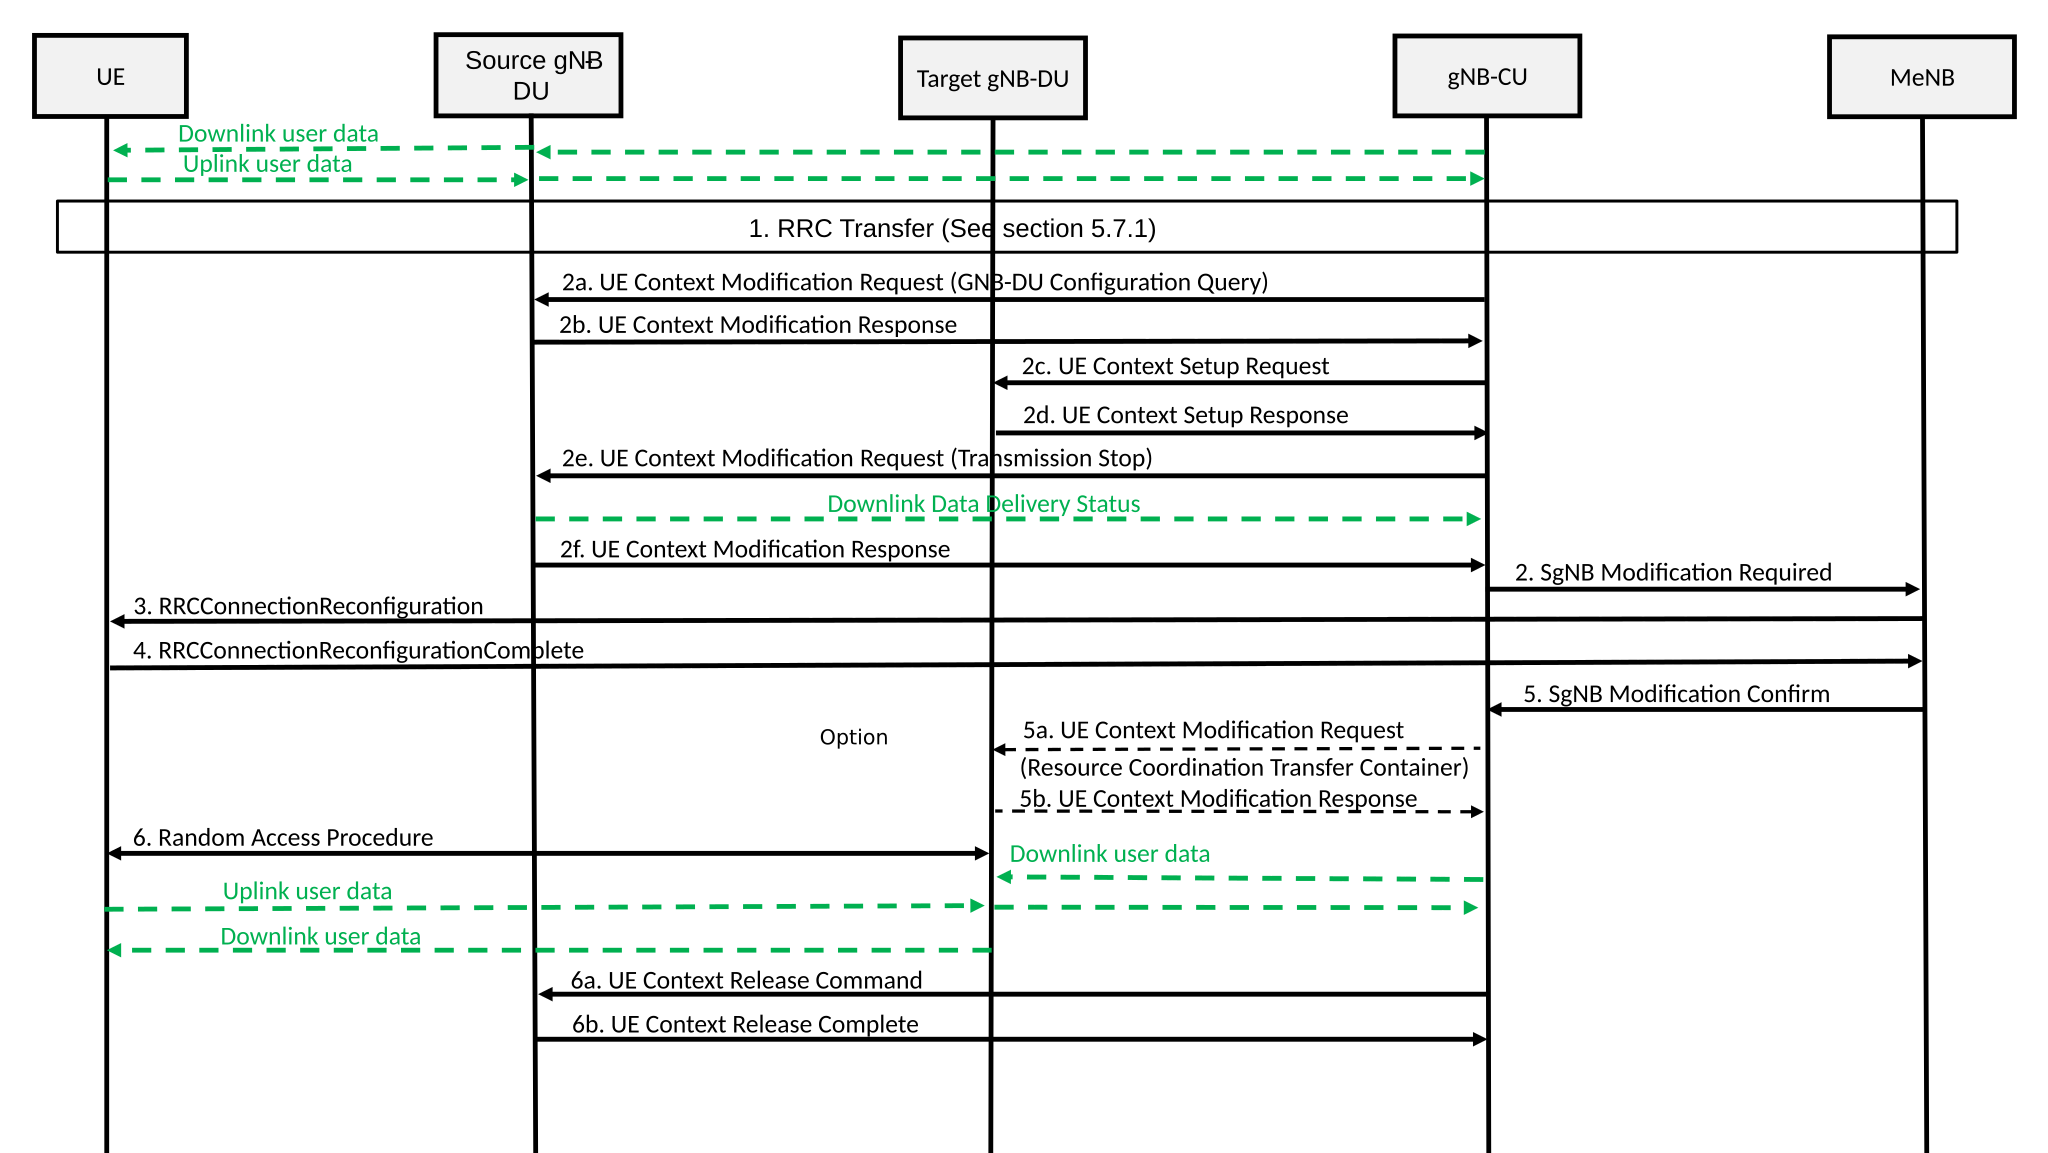 UE
Source gNB-
DU
Target gNB-DU
gNB-CU
MeNB
Downlink user data
Uplink user data
1. RRC Transfer (See section 5.7.1)
2a. UE Context Modification Request (GNB-DU Configuration Query)
2b. UE Context Modification Response
2c. UE Context Setup Request
2d. UE Context Setup Response
2e. UE Context Modification Request (Transmission Stop)
Downlink Data Delivery Status
2f. UE Context Modification Response
2. SgNB Modification Required
3. RRCConnectionReconfiguration
4. RRCConnectionReconfigurationComplete
5. SgNB Modification Confirm
Option
5a. UE Context Modification Request
(Resource Coordination Transfer Container)
5b. UE Context Modification Response
6. Random Access Procedure
Downlink user data
Uplink user data
Downlink user data
6a. UE Context Release Command
6b. UE Context Release Complete